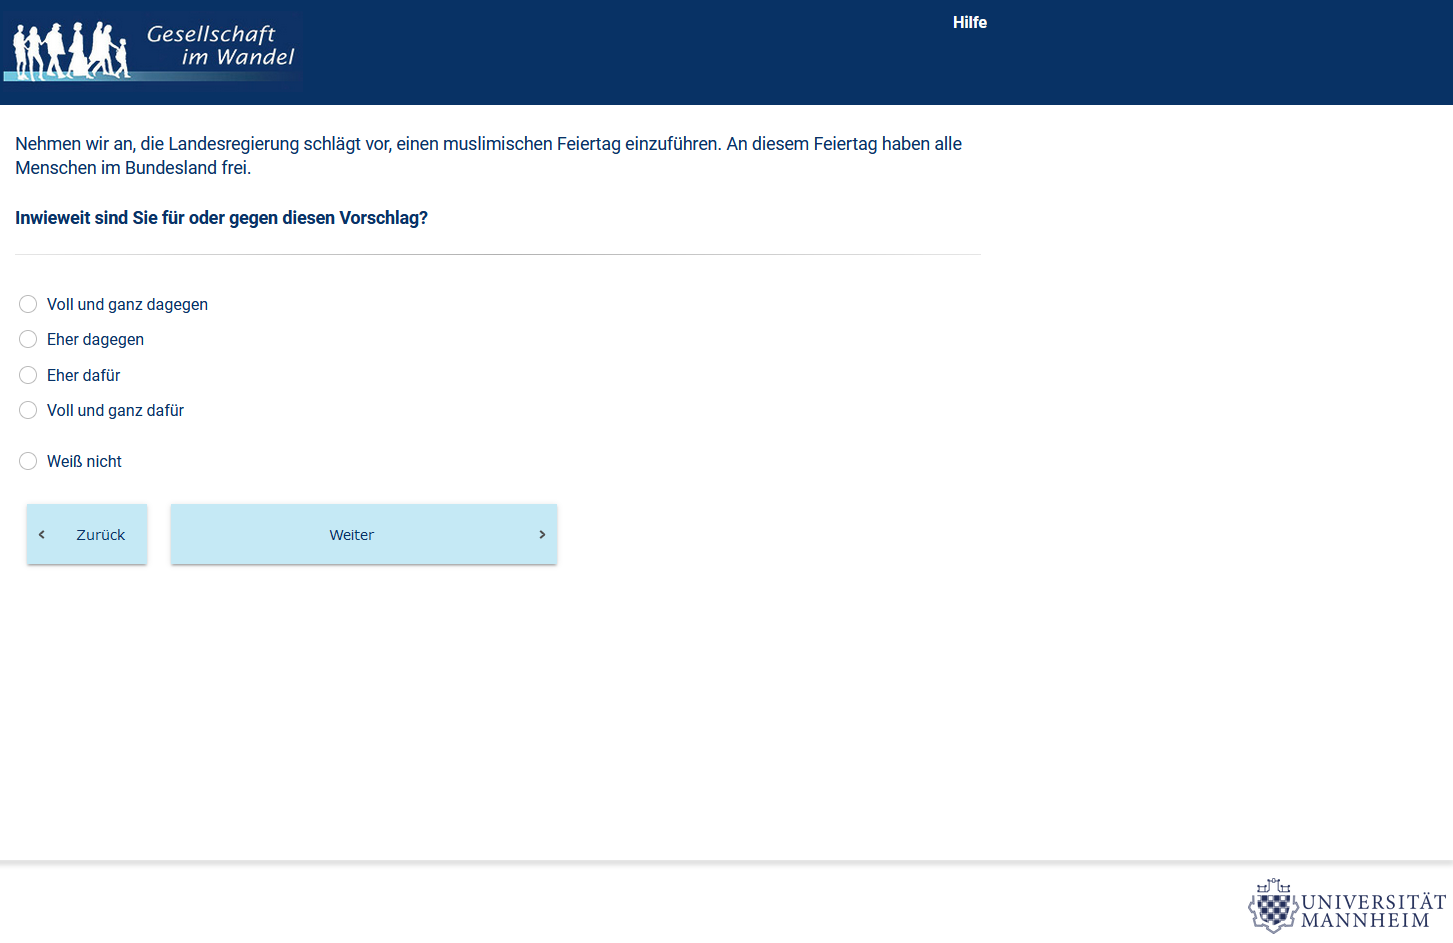 Gesellschaft
im Wandel
Hilfe
Nehmen wir an, die Landesregierung schlägt vor, einen muslimischen Feiertag einzuführen. An diesem Feiertag haben alle
Menschen im Bundesland frei.
Inwieweit sind Sie für oder gegen diesen Vorschlag?
Voll und ganz dagegen
Eher dagegen
Eher dafür
Voll und ganz dafür
Weiß nicht
Zurück
Weiter
UNIVERSITÄT
MANNHEIM